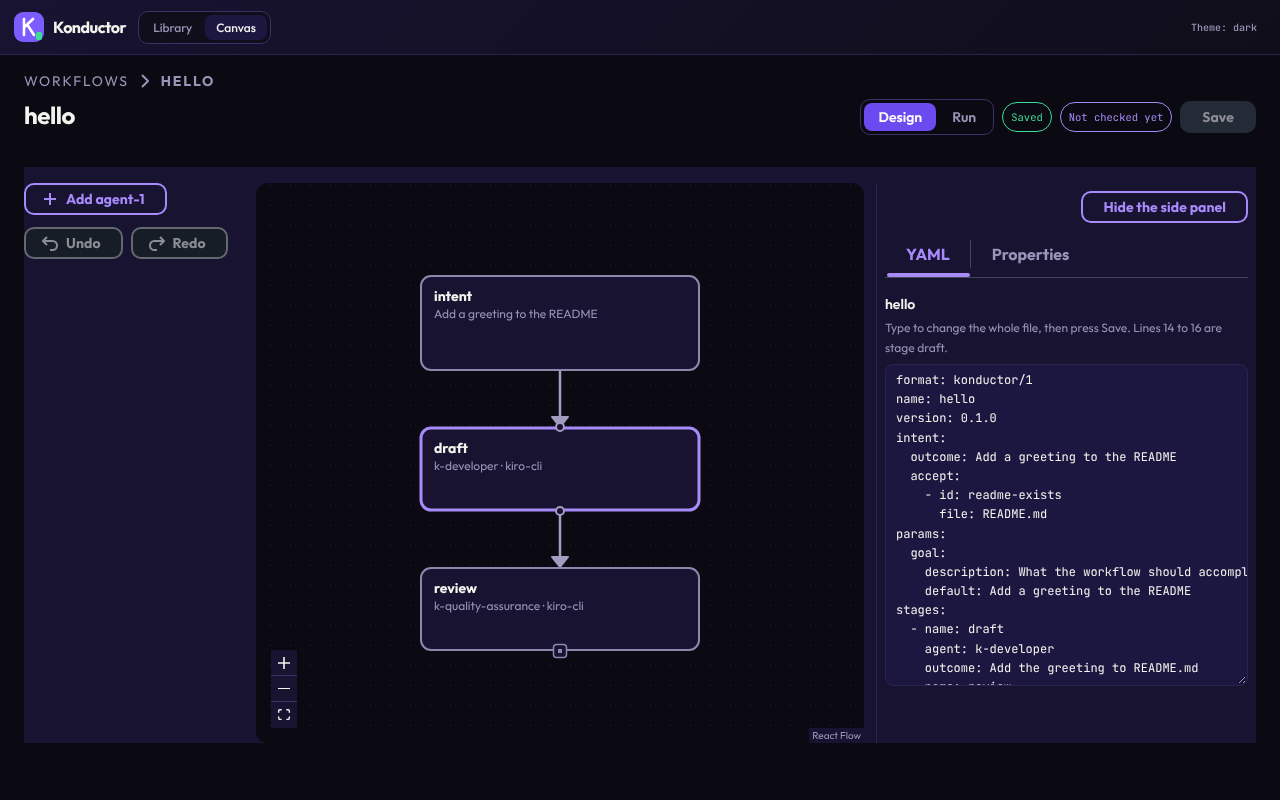 K Konductor
Library
Canvas
Theme: dark
WORKFLOWS > HELLO
hello
Design
Run
Saved
Not checked yet
Save
+ Add agent-1
Undo
Redo
intent
Add a greeting to the README
draft
k-developer · kiro-cli
review
k-quality-assurance · kiro-cli
React Flow
Hide the side panel
YAML
Properties
hello
Type to change the whole file, then press Save. Lines 14 to 16 are
stage draft.
format: konductor/1
name: hello
version: 0.1.0
intent:
  outcome: Add a greeting to the README
  accept:
    - id: readme-exists
      file: README.md
params:
  goal:
    description: What the workflow should accompl
    default: Add a greeting to the README
stages:
  - name: draft
    agent: k-developer
    outcome: Add the greeting to README.md